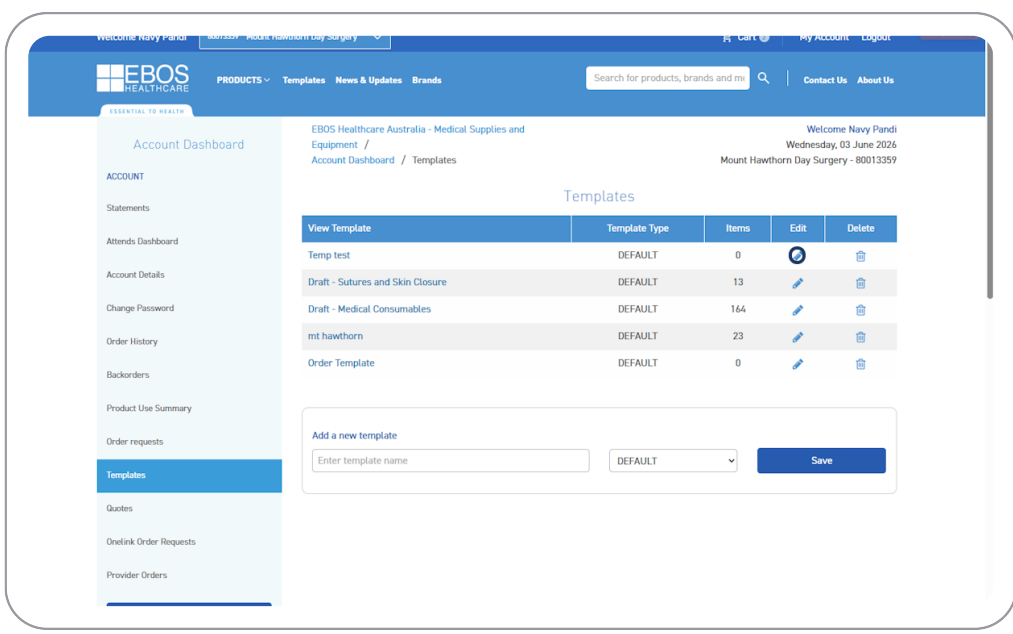 Welcome Navy Pandi
80013359 Mount Hawthorn Day Surgery
Cart
My Account Logout
EBOS
HEALTHCARE
ESSENTIAL TO HEALTH
PRODUCTS Templates News & Updates Brands
Search for products, brands and
Contact Us About Us
Account Dashboard
ACCOUNT
Statements
Attends Dashboard
Account Details
Change Password
Order History
Backorders
Product Use Summary
Order requests
Templates
Quotes
Onelink Order Requests
Provider Orders
EBOS Healthcare Australia - Medical Supplies and
Equipment /
Account Dashboard / Templates
Welcome Navy Pandi
Wednesday, 03 June 2026
Mount Hawthorn Day Surgery - 80013359
Templates
View Template Template Type Items Edit Delete
Temp test DEFAULT 0
Draft - Sutures and Skin Closure DEFAULT 13
Draft - Medical Consumables DEFAULT 164
mt hawthorn DEFAULT 23
Order Template DEFAULT 0
Add a new template
Enter template name DEFAULT Save